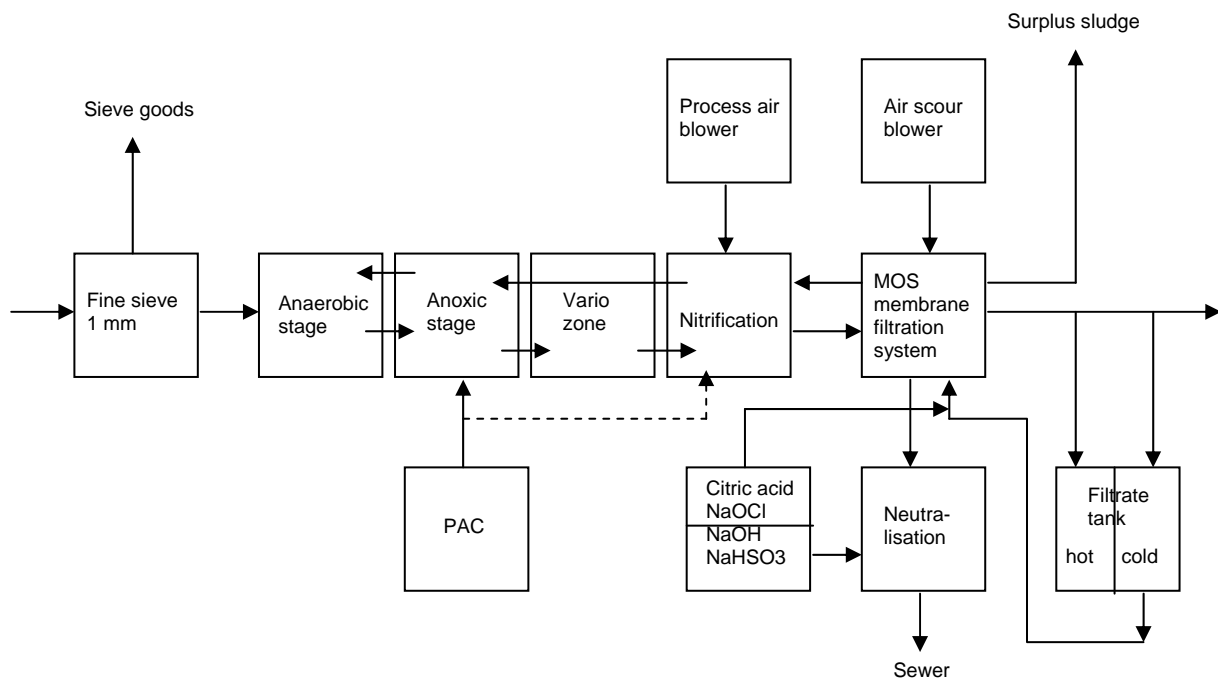 Surplus sludge
Sieve goods
Process air
blower
Air scour
blower
Fine sieve
1 mm
Anaerobic
stage
Anoxic
stage
Vario
zone
Nitrification
MOS
membrane
filtration
system
PAC
Citric acid
NaOCl
NaOH
NaHSO3
Neutra-
lisation
Filtrate
tank
hot cold
Sewer